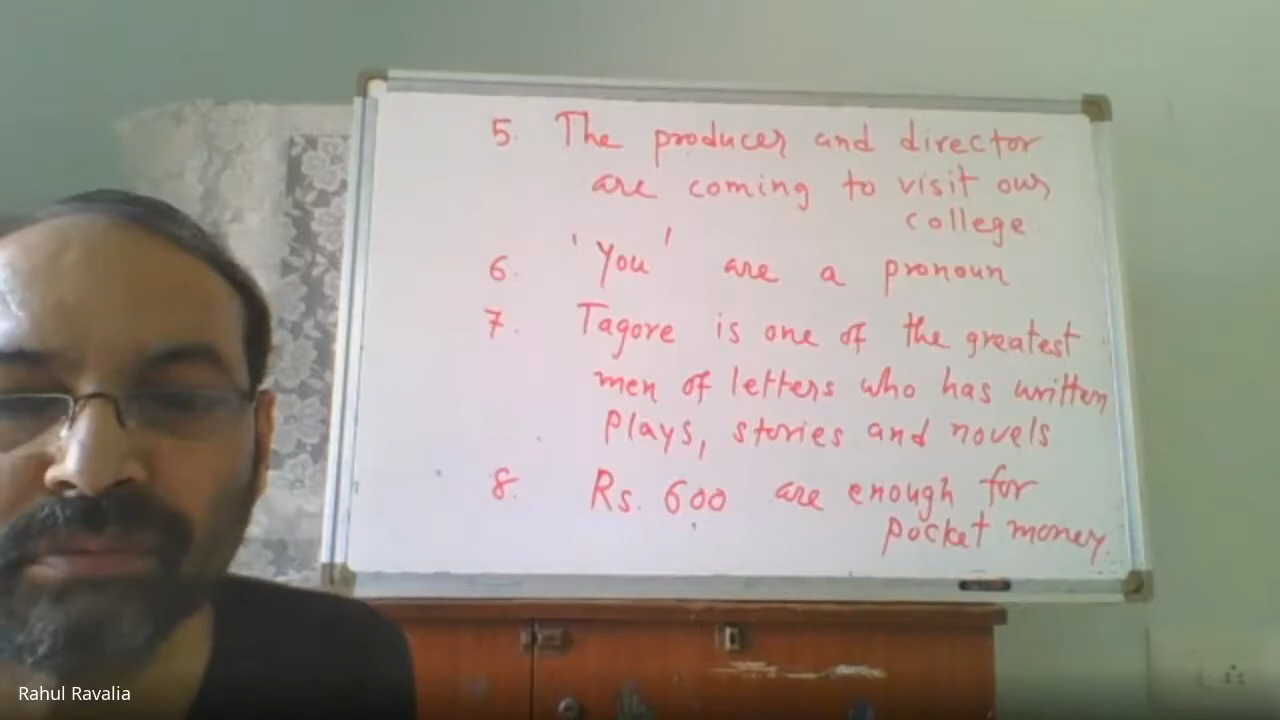 5. The producer and director
are coming to visit our
college.
6. 'You' are a pronoun
7. Tagore is one of the greatest
men of letters who has written
Plays, stories and novels
8. Rs. 600 are enough for
pocket money.
Rahul Ravalia